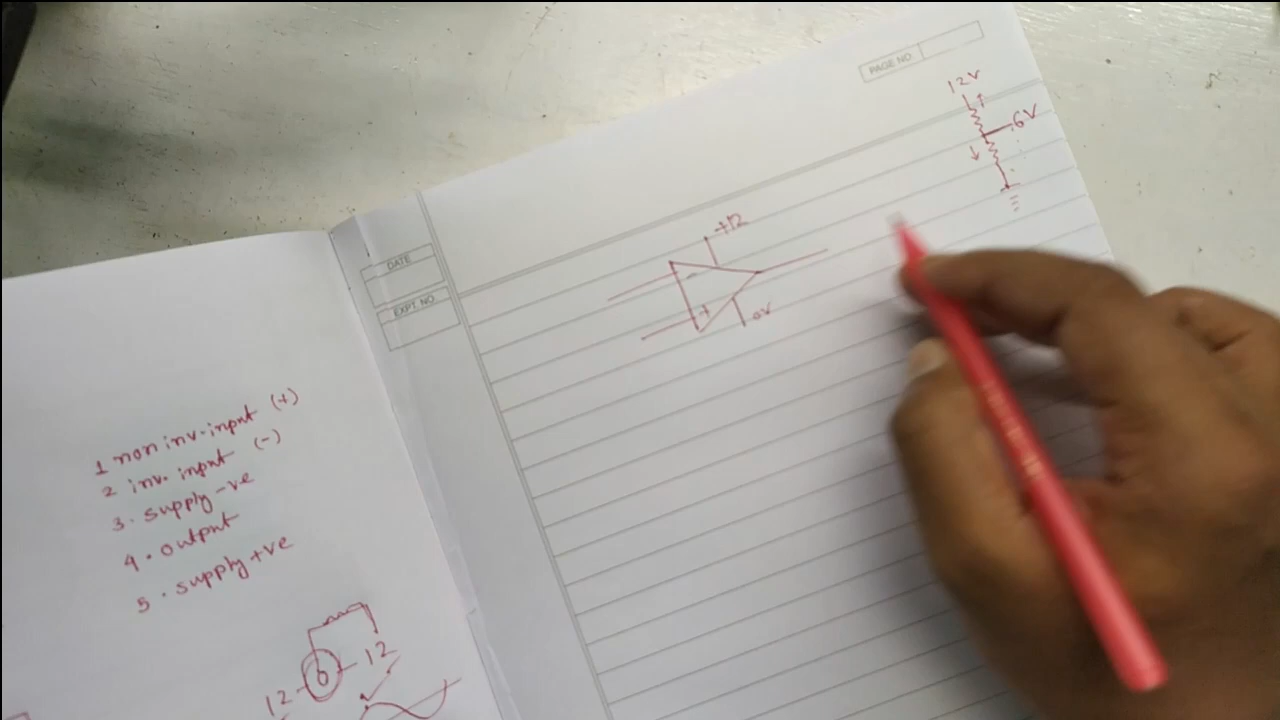 1 non inv. input (+)
2 inv. input (-)
3. supply -ve
4. output
5. supply +ve
6
12
12
DATE
EXPT. NO.
PAGE NO
12V
.6V
+12
-
+
0V